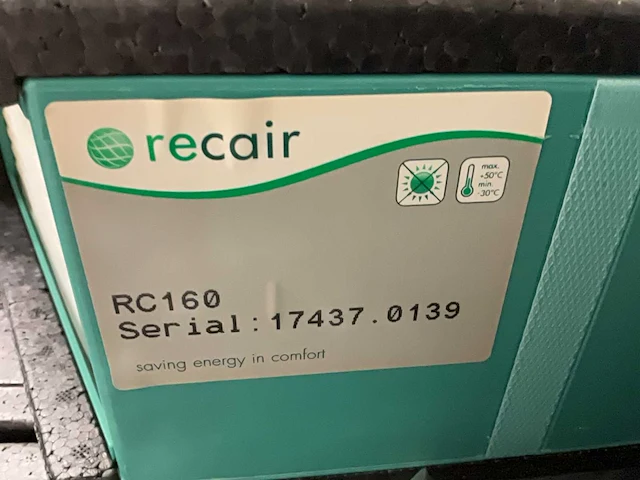 recair
max.
+50°C
min.
-30°C
RC160
Serial:17437.0139
saving energy in comfort